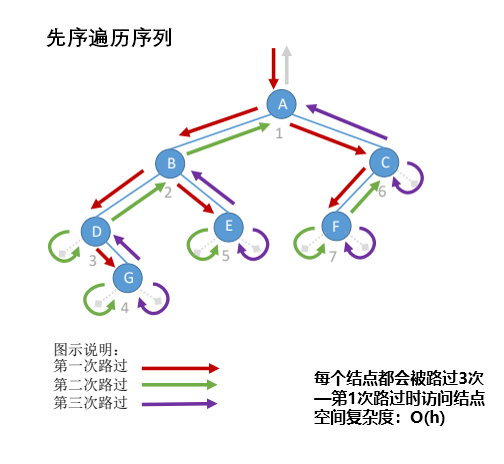 先序遍历序列
A
1
B
C
2
6
D
E
F
3
5
7
G
4
图示说明：
第一次路过
第二次路过
第三次路过
每个结点都会被路过3次
—第1次路过时访问结点
空间复杂度：O(h)